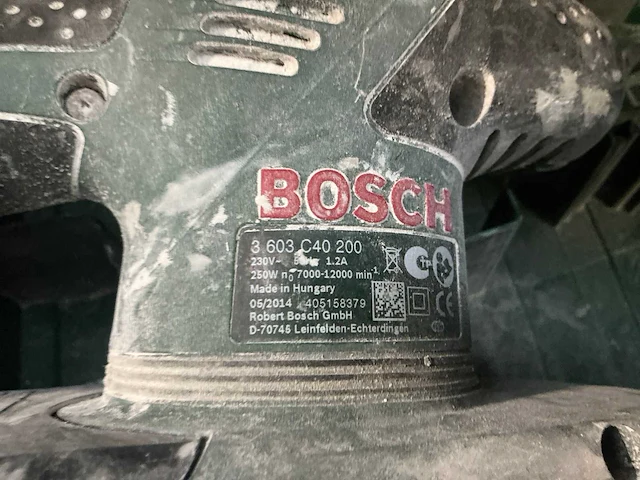 BOSCH
3 603 C40 200
230V~ 1.2A
250W n₀ 7000-12000 min⁻¹
Made in Hungary
05/2014 405158379
Robert Bosch GmbH
D-70745 Leinfelden-Echterdingen
CE